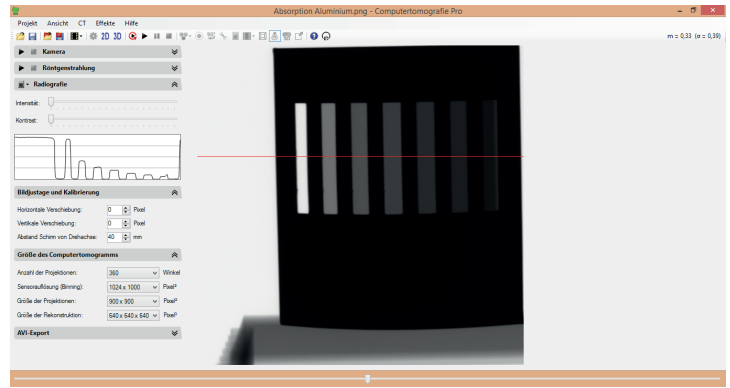 Absorption Aluminium.png - Computertomografie Pro
Projekt Ansicht CT Effekte Hilfe
2D 3D
m = 0,33 (σ = 0,39)
Kamera
Röntgenstrahlung
Radiografie
Intensität:
Kontrast:
Bildjustage und Kalibrierung
Horizontale Verschiebung: 0 Pixel
Vertikale Verschiebung: 0 Pixel
Abstand Schirm von Drehachse: 40 mm
Größe des Computertomogramms
Anzahl der Projektionen: 360 Winkel
Sensorauflösung (Binning): 1024 x 1000 Pixel²
Größe der Projektionen: 900 x 900 Pixel²
Größe der Rekonstruktion: 640 x 640 x 640 Pixel³
AVI-Export